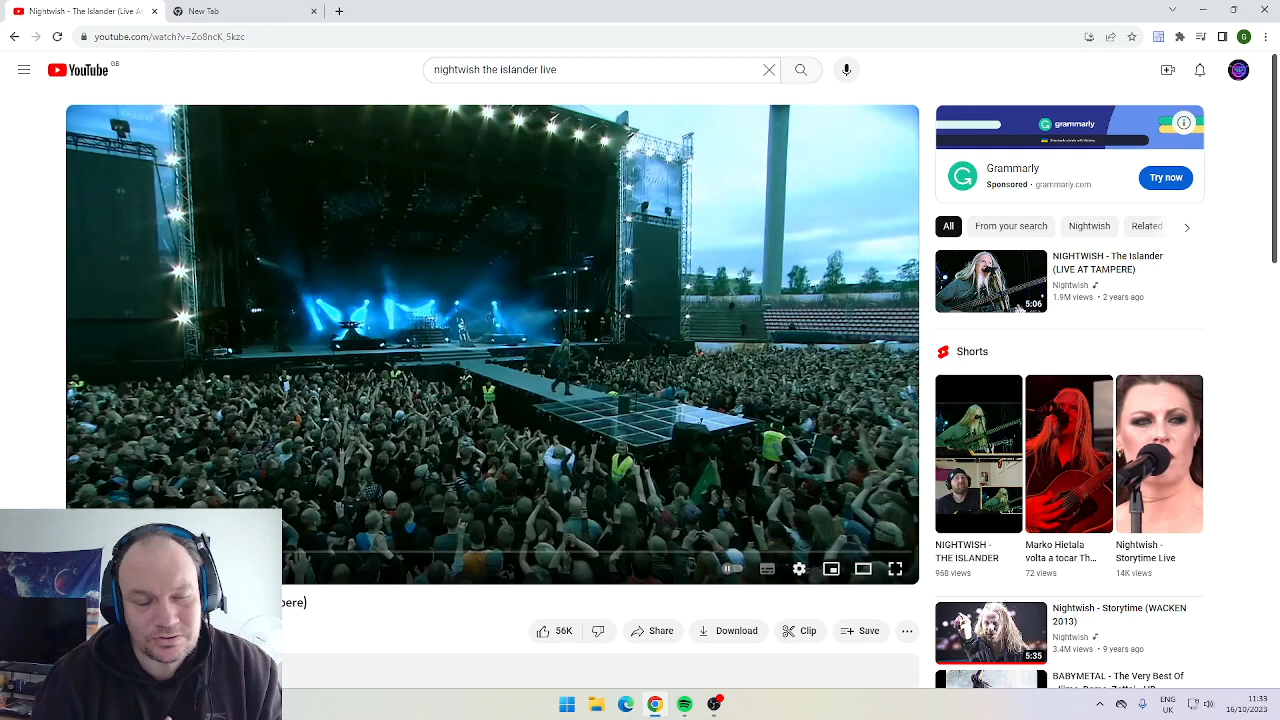 Nightwish - The Islander (Live At
New Tab
youtube.com/watch?v=Zo8ncK_5kzc
G
YouTube GB
nightwish the islander live
grammarly
Grammarly
Sponsored · grammarly.com
Try now
All
From your search
Nightwish
Related
NIGHTWISH - The Islander
(LIVE AT TAMPERE)
Nightwish
1.9M views • 2 years ago
5:06
Shorts
NIGHTWISH -
THE ISLANDER
968 views
Marko Hietala
volta a tocar Th...
72 views
Nightwish -
Storytime Live
14K views
pere)
56K
Share
Download
Clip
Save
Nightwish - Storytime (WACKEN
2013)
Nightwish
3.4M views • 9 years ago
5:35
BABYMETAL - The Very Best Of
ENG
UK
11:33
16/10/2023